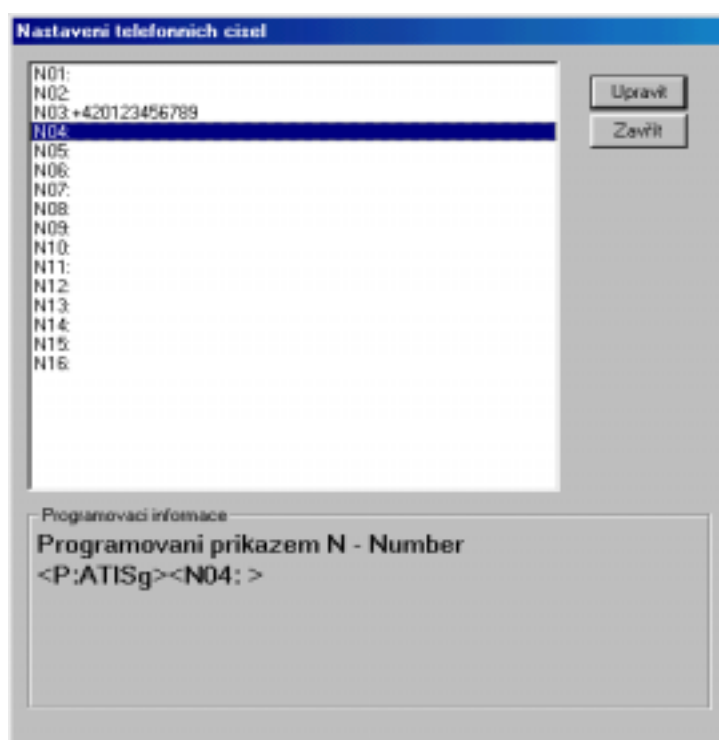 Nastaveni telefonnich cisel
N01:
N02:
N03:+420123456789
N04:
N05:
N06:
N07:
N08:
N09:
N10:
N11:
N12:
N13:
N14:
N15:
N16:
Upravit
Zavřít
Programovaci informace
Programovani prikazem N - Number
<P:ATISg><N04: >